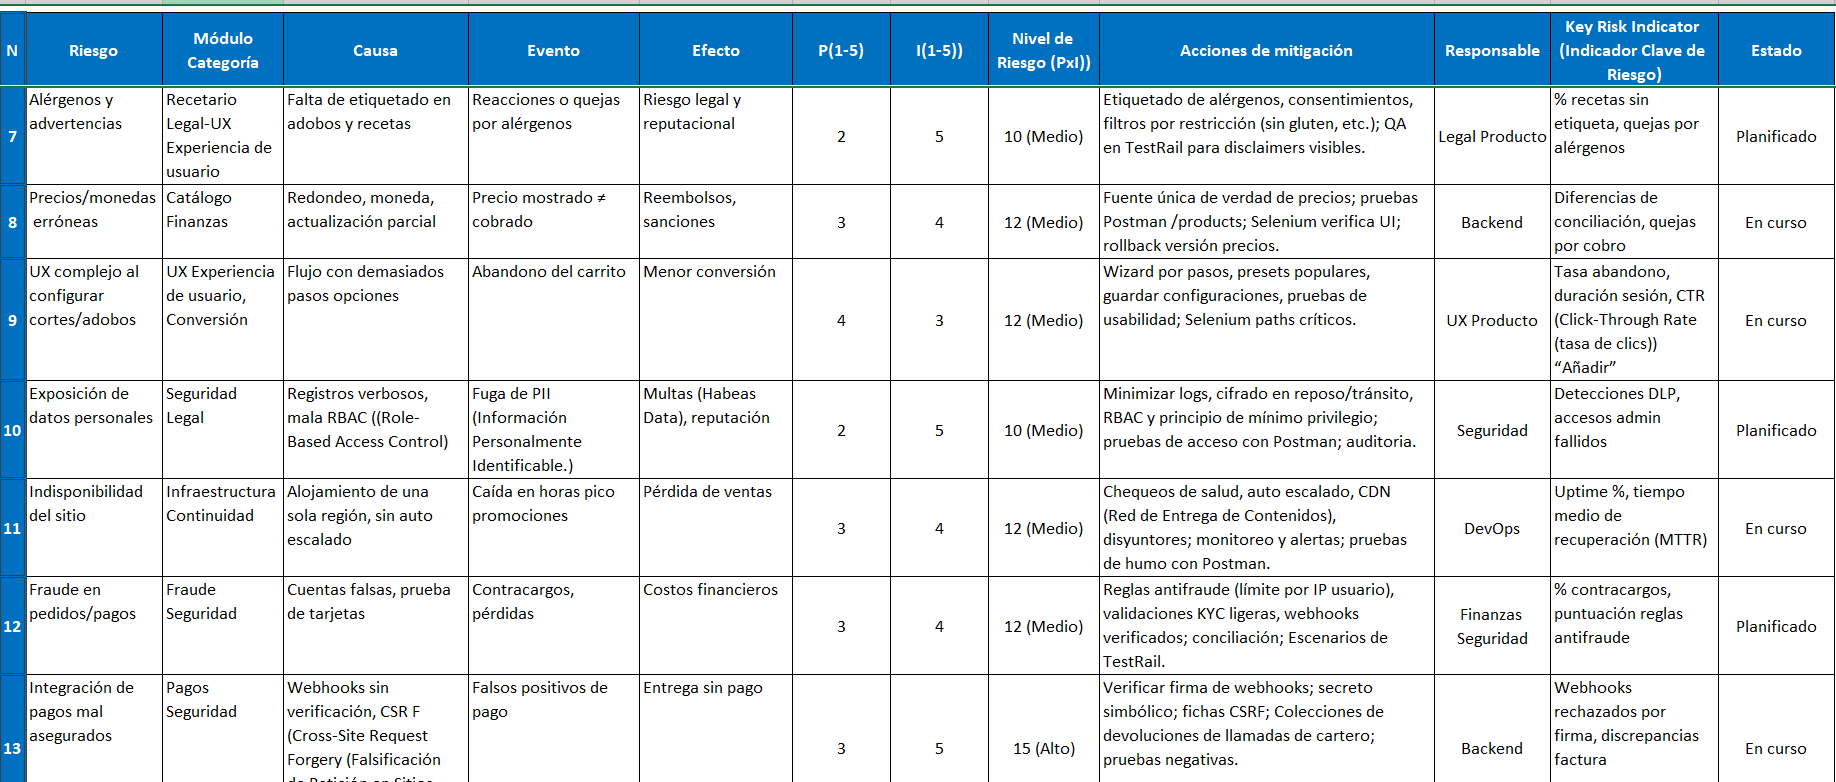 N
Riesgo
Módulo
Categoría
Causa
Evento
Efecto
P(1-5)
I(1-5))
Nivel de
Riesgo (PxI))
Acciones de mitigación
Responsable
Key Risk Indicator
(Indicador Clave de
Riesgo)
Estado
7
Alérgenos y
advertencias
Recetario
Legal-UX
Experiencia de
usuario
Falta de etiquetado en
adobos y recetas
Reacciones o quejas
por alérgenos
Riesgo legal y
reputacional
2
5
10 (Medio)
Etiquetado de alérgenos, consentimientos,
filtros por restricción (sin gluten, etc.); QA
en TestRail para disclaimers visibles.
Legal Producto
% recetas sin
etiqueta, quejas por
alérgenos
Planificado
8
Precios/monedas
erróneas
Catálogo
Finanzas
Redondeo, moneda,
actualización parcial
Precio mostrado ≠
cobrado
Reembolsos,
sanciones
3
4
12 (Medio)
Fuente única de verdad de precios; pruebas
Postman /products; Selenium verifica UI;
rollback versión precios.
Backend
Diferencias de
conciliación, quejas
por cobro
En curso
9
UX complejo al
configurar
cortes/adobos
UX Experiencia
de usuario,
Conversión
Flujo con demasiados
pasos opciones
Abandono del carrito
Menor conversión
4
3
12 (Medio)
Wizard por pasos, presets populares,
guardar configuraciones, pruebas de
usabilidad; Selenium paths críticos.
UX Producto
Tasa abandono,
duración sesión, CTR
(Click-Through Rate
(tasa de clics))
“Añadir”
En curso
10
Exposición de
datos personales
Seguridad
Legal
Registros verbosos,
mala RBAC ((Role-
Based Access Control)
Fuga de PII
(Información
Personalmente
Identificable.)
Multas (Habeas
Data), reputación
2
5
10 (Medio)
Minimizar logs, cifrado en reposo/tránsito,
RBAC y principio de mínimo privilegio;
pruebas de acceso con Postman; auditoria.
Seguridad
Detecciones DLP,
accesos admin
fallidos
Planificado
11
Indisponibilidad
del sitio
Infraestructura
Continuidad
Alojamiento de una
sola región, sin auto
escalado
Caída en horas pico
promociones
Pérdida de ventas
3
4
12 (Medio)
Chequeos de salud, auto escalado, CDN
(Red de Entrega de Contenidos),
disyuntores; monitoreo y alertas; pruebas
de humo con Postman.
DevOps
Uptime %, tiempo
medio de
recuperación (MTTR)
En curso
12
Fraude en
pedidos/pagos
Fraude
Seguridad
Cuentas falsas, prueba
de tarjetas
Contracargos,
pérdidas
Costos financieros
3
4
12 (Medio)
Reglas antifraude (límite por IP usuario),
validaciones KYC ligeras, webhooks
verificados; conciliación; Escenarios de
TestRail.
Finanzas
Seguridad
% contracargos,
puntuación reglas
antifraude
Planificado
13
Integración de
pagos mal
asegurados
Pagos
Seguridad
Webhooks sin
verificación, CSR F
(Cross-Site Request
Forgery (Falsificación
de Petición en Sitios
Falsos positivos de
pago
Entrega sin pago
3
5
15 (Alto)
Verificar firma de webhooks; secreto
simbólico; fichas CSRF; Colecciones de
devoluciones de llamadas de cartero;
pruebas negativas.
Backend
Webhooks
rechazados por
firma, discrepancias
factura
En curso